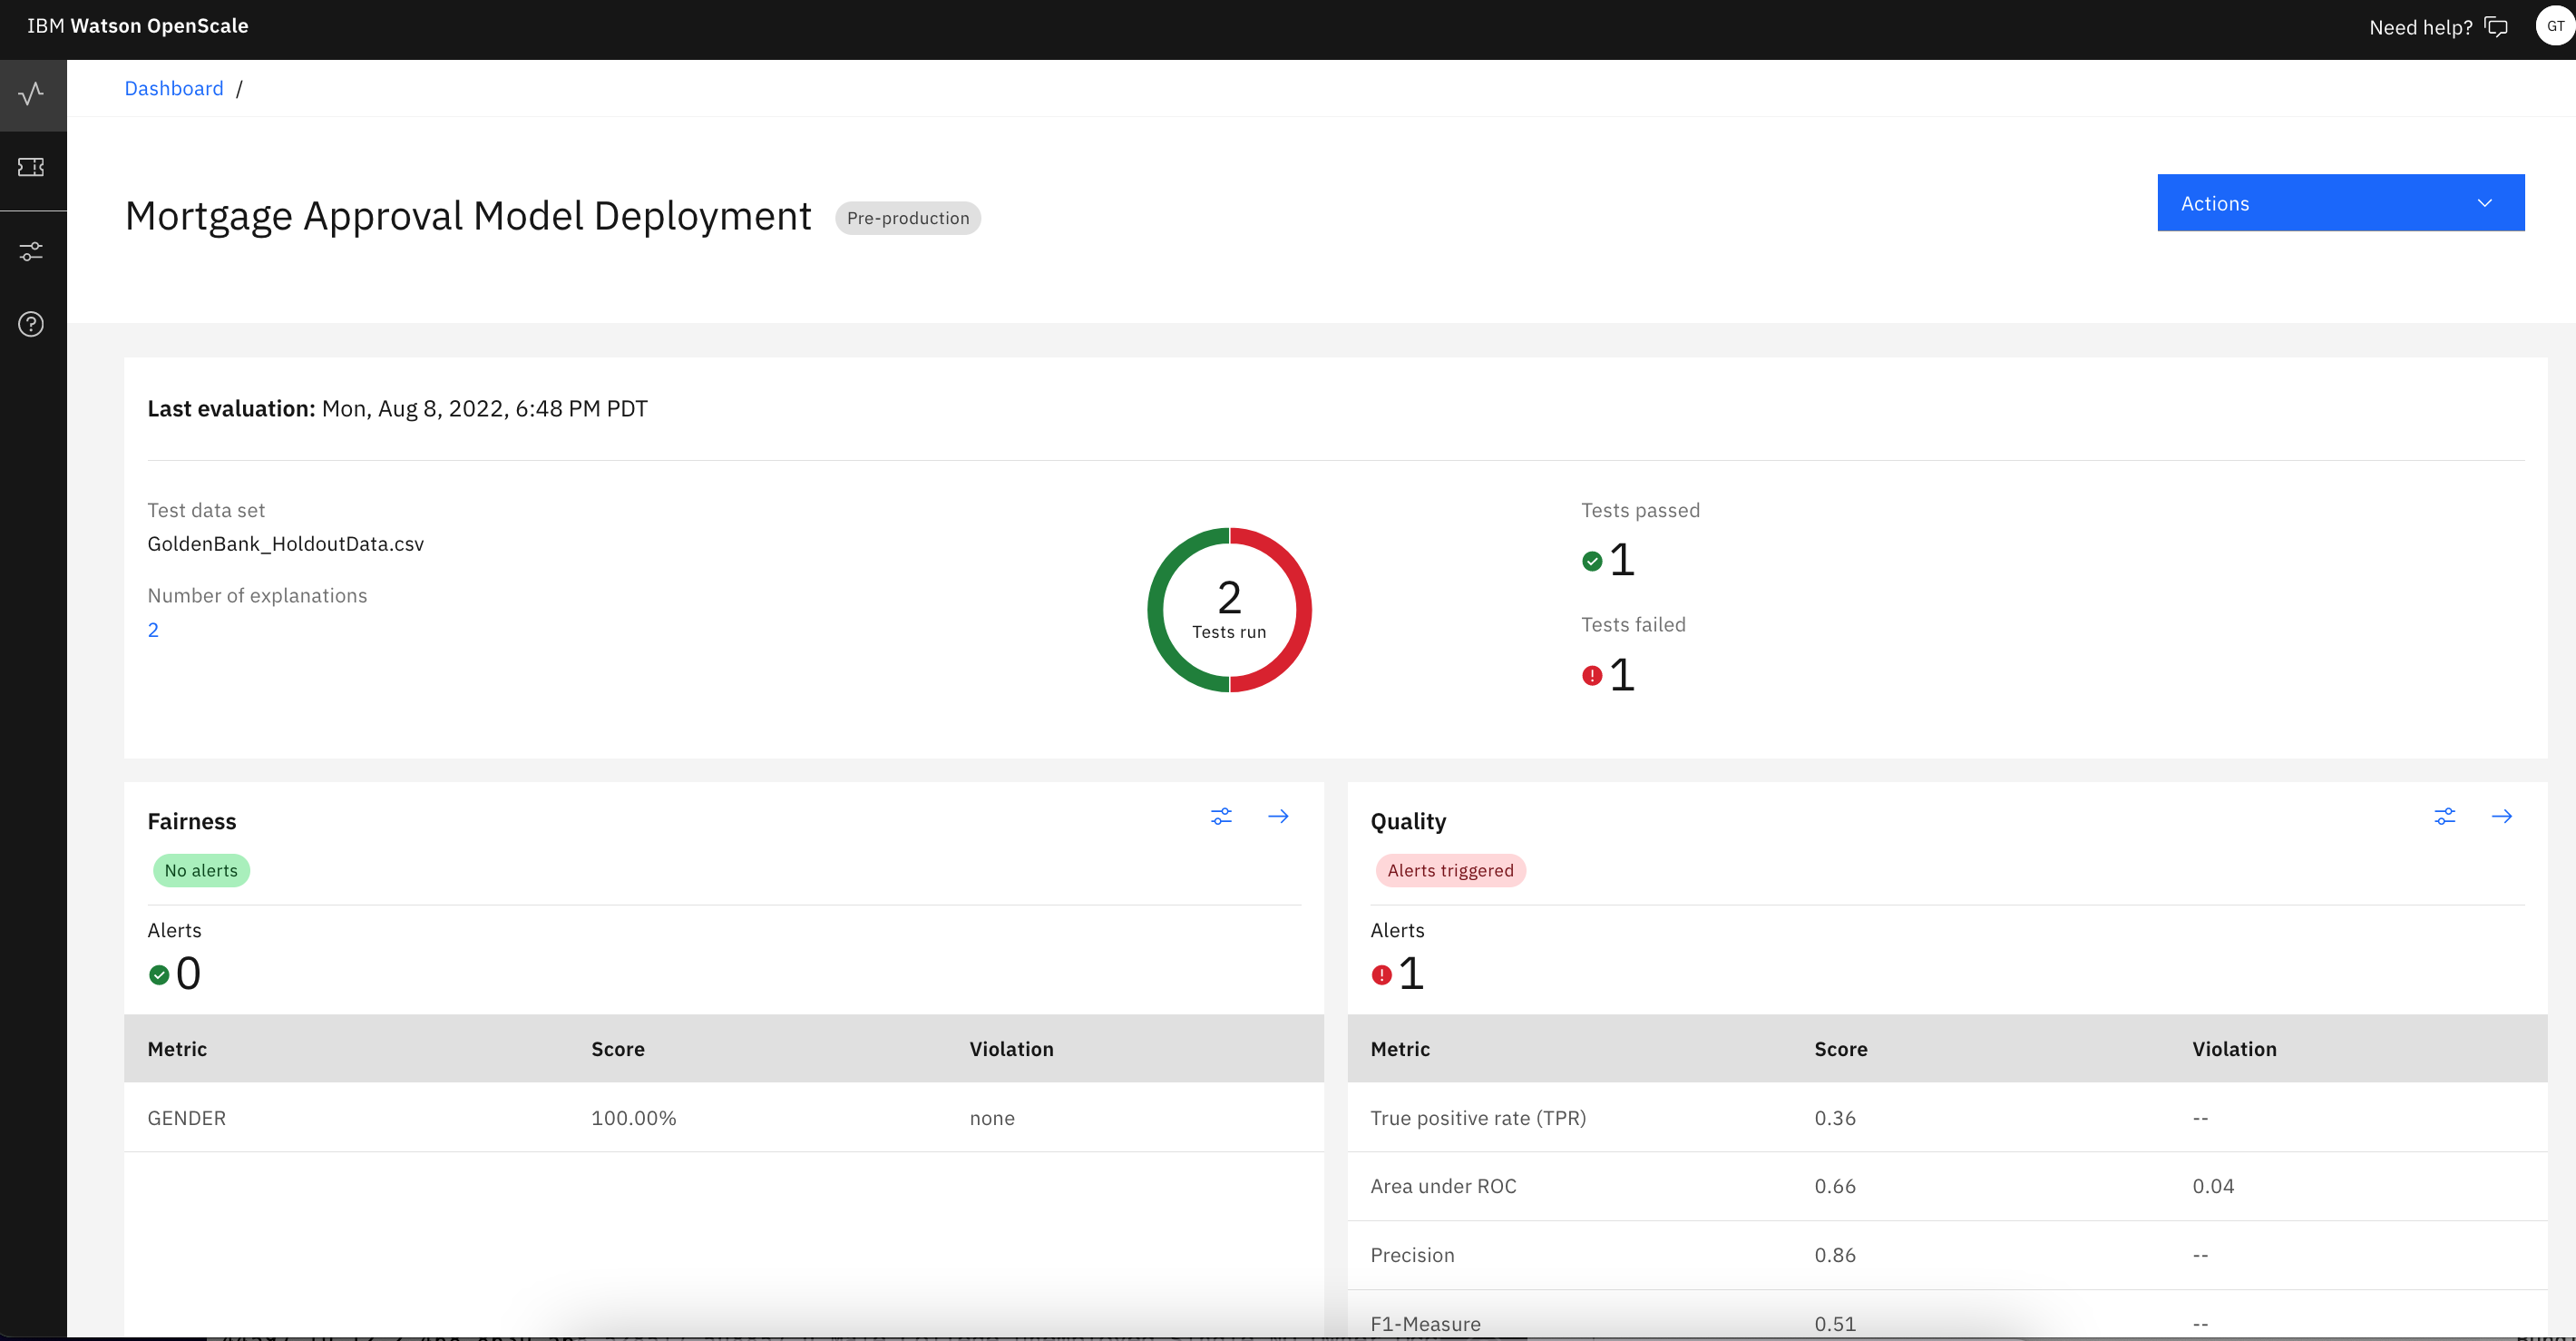 IBM Watson OpenScale
Need help?
GT
Dashboard /
Mortgage Approval Model Deployment
Pre-production
Actions
Last evaluation: Mon, Aug 8, 2022, 6:48 PM PDT
Test data set
GoldenBank_HoldoutData.csv
Number of explanations
2
2
Tests run
Tests passed
1
Tests failed
1
Fairness
No alerts
Alerts
0
Metric Score Violation
GENDER 100.00% none
Quality
Alerts triggered
Alerts
1
Metric Score Violation
True positive rate (TPR) 0.36 --
Area under ROC 0.66 0.04
Precision 0.86 --
F1-Measure 0.51 --